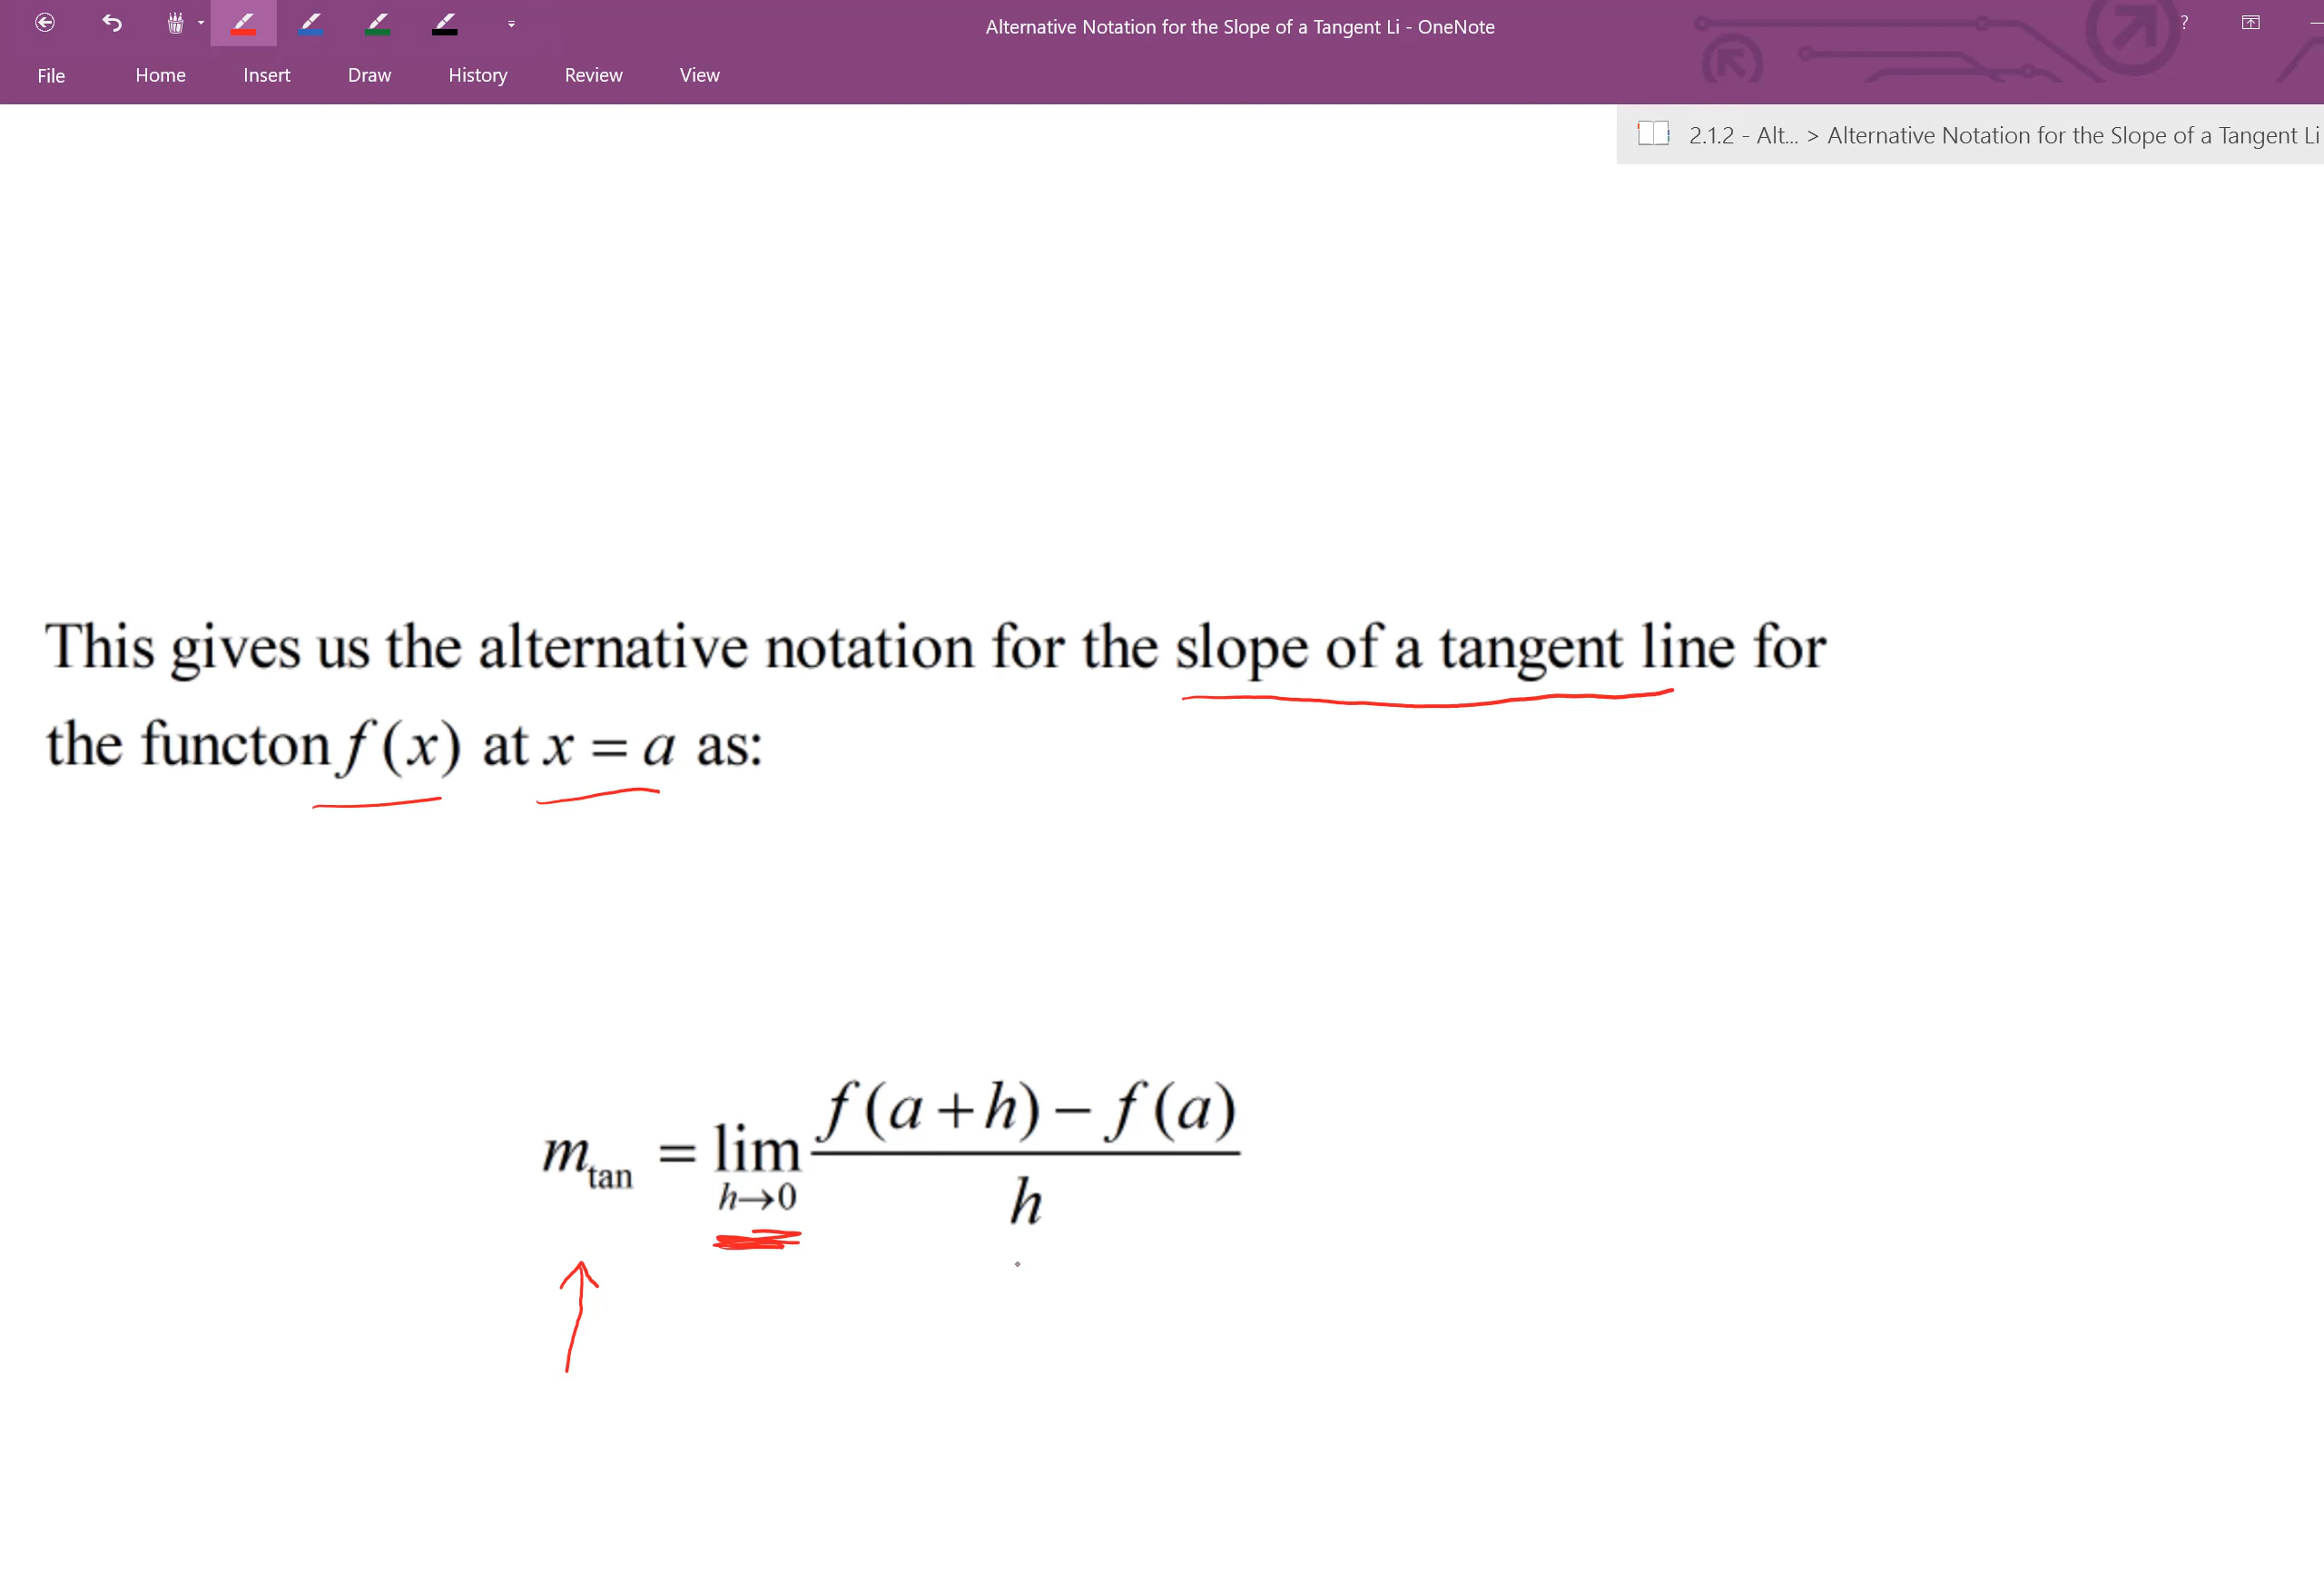 Alternative Notation for the Slope of a Tangent Li - OneNote
?
File Home Insert Draw History Review View
2.1.2 - Alt... > Alternative Notation for the Slope of a Tangent Li
This gives us the alternative notation for the slope of a tangent line for
the functon f(x) at x = a as:
m_tan = lim_{h→0} \frac{f(a+h) − f(a)}{h}